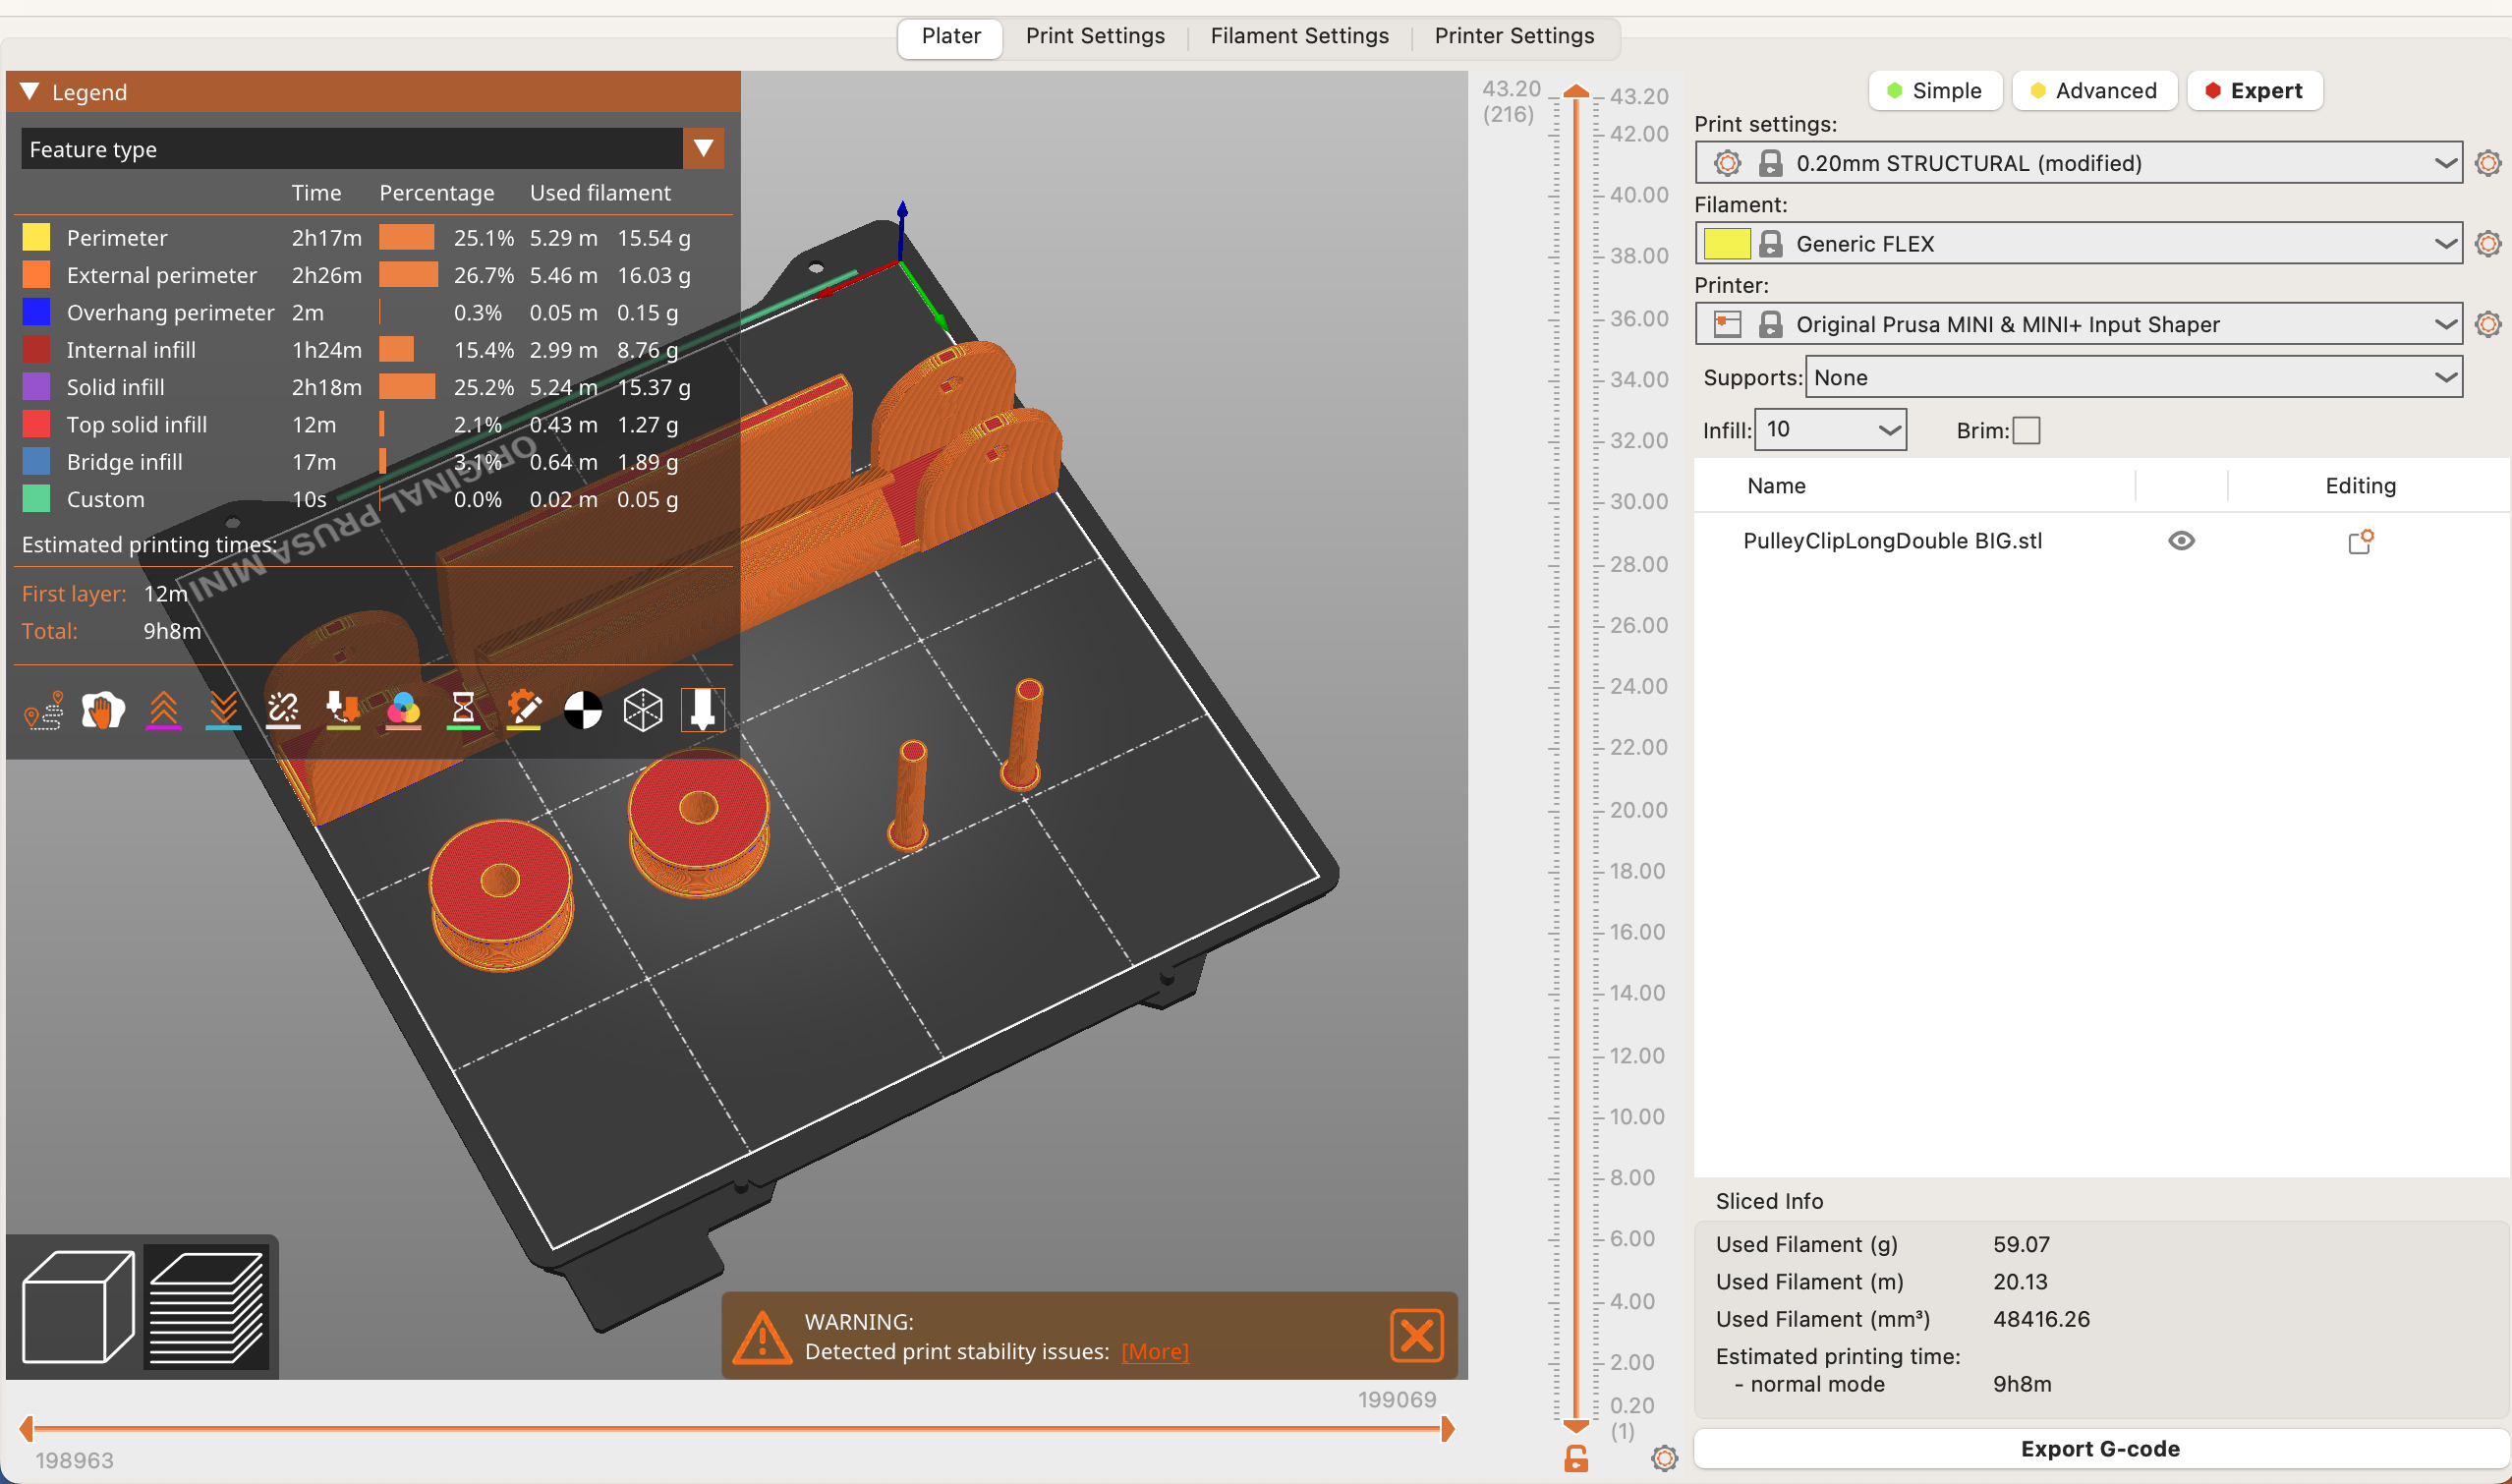 Plater Print Settings Filament Settings Printer Settings
Legend
Feature type
Time Percentage Used filament
Perimeter 2h17m 25.1% 5.29 m 15.54 g
External perimeter 2h26m 26.7% 5.46 m 16.03 g
Overhang perimeter 2m 0.3% 0.05 m 0.15 g
Internal infill 1h24m 15.4% 2.99 m 8.76 g
Solid infill 2h18m 25.2% 5.24 m 15.37 g
Top solid infill 12m 2.1% 0.43 m 1.27 g
Bridge infill 17m 3.1% 0.64 m 1.89 g
Custom 10s 0.0% 0.02 m 0.05 g
Estimated printing times:
First layer: 12m
Total: 9h8m
ORIGINAL PRUSA MINI
WARNING:
Detected print stability issues: [More]
199069
198963
43.20
(216)
43.20
42.00
40.00
38.00
36.00
34.00
32.00
30.00
28.00
26.00
24.00
22.00
20.00
18.00
16.00
14.00
12.00
10.00
8.00
6.00
4.00
2.00
0.20
(1)
Simple Advanced Expert
Print settings:
0.20mm STRUCTURAL (modified)
Filament:
Generic FLEX
Printer:
Original Prusa MINI & MINI+ Input Shaper
Supports: None
Infill: 10 Brim:
Name Editing
PulleyClipLongDouble BIG.stl
Sliced Info
Used Filament (g) 59.07
Used Filament (m) 20.13
Used Filament (mm³) 48416.26
Estimated printing time:
- normal mode 9h8m
Export G-code